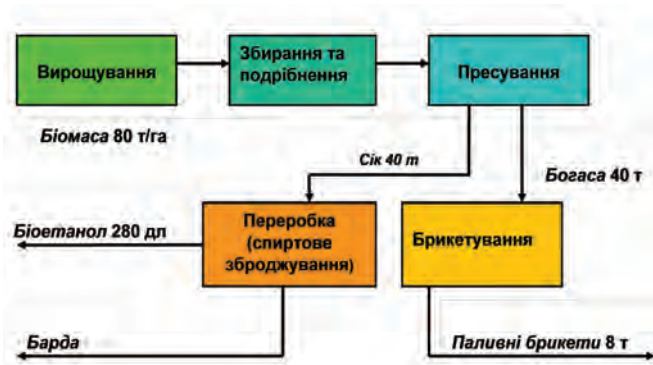 Вирощування
Збирання та
подрібнення
Пресування
Біомаса 80 т/га
Сік 40 т
Богаса 40 т
Біоетанол 280 дл
Переробка
(спиртове
зброджування)
Брикетування
Барда
Паливні брикети 8 т